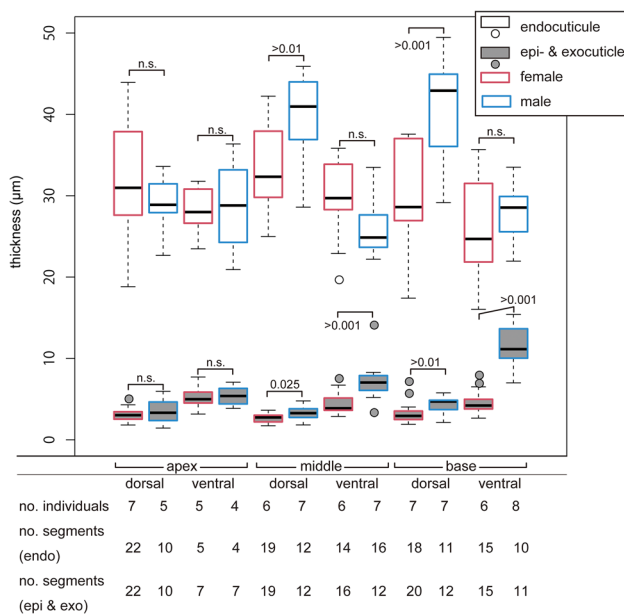 50
40
30
20
10
0
thickness (µm)
endocuticule
epi- & exocuticle
female
male
n.s.
n.s.
>0.01
n.s.
>0.001
n.s.
n.s.
n.s.
0.025
>0.001
>0.01
>0.001
apex middle base
dorsal ventral dorsal ventral dorsal ventral
no. individuals 7 5 5 4 6 7 6 7 7 7 6 8
no. segments
(endo) 22 10 5 4 19 12 14 16 18 11 15 10
no. segments
(epi & exo) 22 10 7 7 19 12 16 12 20 12 15 11